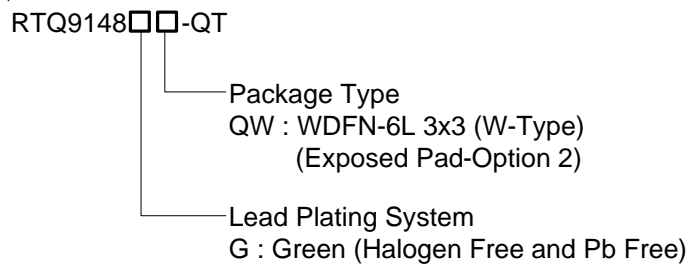 RTQ9148□□-QT
Package Type
QW : WDFN-6L 3x3 (W-Type)
(Exposed Pad-Option 2)
Lead Plating System
G : Green (Halogen Free and Pb Free)